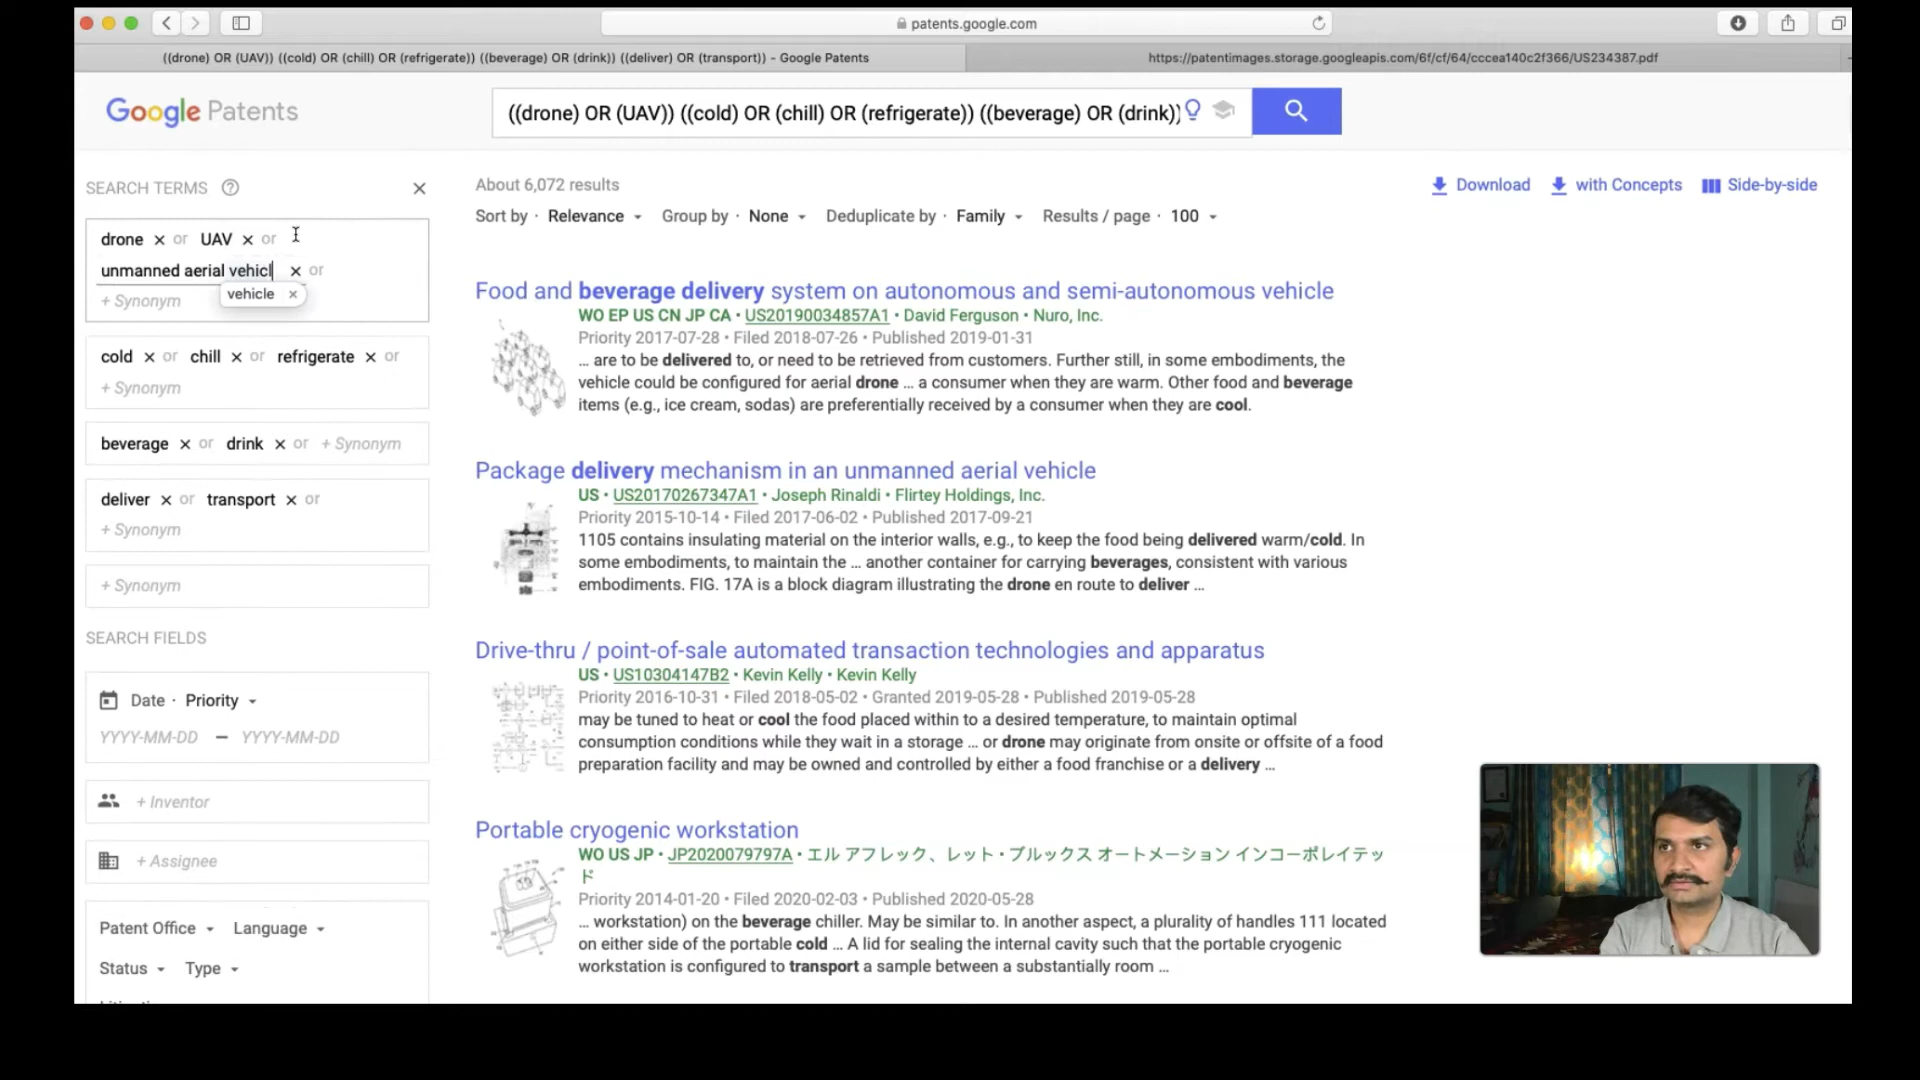 patents.google.com
((drone) OR (UAV)) ((cold) OR (chill) OR (refrigerate)) ((beverage) OR (drink)) ((deliver) OR (transport)) - Google Patents
https://patentimages.storage.googleapis.com/6f/cf/64/cccea140c2f366/US234387.pdf
Google Patents
((drone) OR (UAV)) ((cold) OR (chill) OR (refrigerate)) ((beverage) OR (drink))
SEARCH TERMS
drone × or UAV × or
unmanned aerial vehicl × or
+ Synonym
vehicle ×
cold × or chill × or refrigerate × or
+ Synonym
beverage × or drink × or + Synonym
deliver × or transport × or
+ Synonym
+ Synonym
SEARCH FIELDS
Date · Priority
YYYY-MM-DD – YYYY-MM-DD
+ Inventor
+ Assignee
Patent Office Language
Status Type
About 6,072 results
Download with Concepts Side-by-side
Sort by · Relevance Group by · None Deduplicate by · Family Results / page · 100
Food and beverage delivery system on autonomous and semi-autonomous vehicle
WO EP US CN JP CA • US20190034857A1 • David Ferguson • Nuro, Inc.
Priority 2017-07-28 • Filed 2018-07-26 • Published 2019-01-31
... are to be delivered to, or need to be retrieved from customers. Further still, in some embodiments, the
vehicle could be configured for aerial drone ... a consumer when they are warm. Other food and beverage
items (e.g., ice cream, sodas) are preferentially received by a consumer when they are cool.
Package delivery mechanism in an unmanned aerial vehicle
US • US20170267347A1 • Joseph Rinaldi • Flirtey Holdings, Inc.
Priority 2015-10-14 • Filed 2017-06-02 • Published 2017-09-21
1105 contains insulating material on the interior walls, e.g., to keep the food being delivered warm/cold. In
some embodiments, to maintain the ... another container for carrying beverages, consistent with various
embodiments. FIG. 17A is a block diagram illustrating the drone en route to deliver ...
Drive-thru / point-of-sale automated transaction technologies and apparatus
US • US10304147B2 • Kevin Kelly • Kevin Kelly
Priority 2016-10-31 • Filed 2018-05-02 • Granted 2019-05-28 • Published 2019-05-28
may be tuned to heat or cool the food placed within to a desired temperature, to maintain optimal
consumption conditions while they wait in a storage ... or drone may originate from onsite or offsite of a food
preparation facility and may be owned and controlled by either a food franchise or a delivery ...
Portable cryogenic workstation
WO US JP • JP2020079797A • エル アフレック、レット • ブルックス オートメーション インコーポレイテッ
ド
Priority 2014-01-20 • Filed 2020-02-03 • Published 2020-05-28
... workstation) on the beverage chiller. May be similar to. In another aspect, a plurality of handles 111 located
on either side of the portable cold ... A lid for sealing the internal cavity such that the portable cryogenic
workstation is configured to transport a sample between a substantially room ...